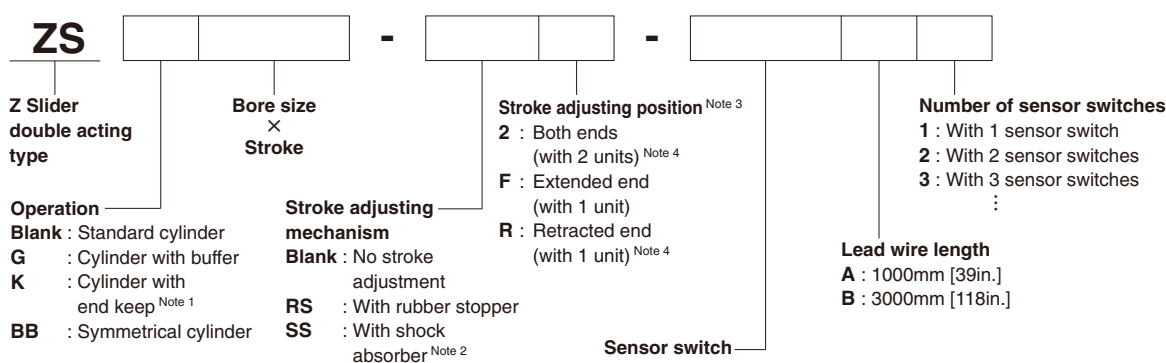 ZS - -
Z Slider
double acting
type
Bore size
×
Stroke
Operation
Blank : Standard cylinder
G : Cylinder with buffer
K : Cylinder with
end keep Note 1
BB : Symmetrical cylinder
Stroke adjusting
mechanism
Blank : No stroke
adjustment
RS : With rubber stopper
SS : With shock
absorber Note 2
Stroke adjusting position Note 3
2 : Both ends
(with 2 units) Note 4
F : Extended end
(with 1 unit)
R : Retracted end
(with 1 unit) Note 4
Sensor switch
Lead wire length
A : 1000mm [39in.]
B : 3000mm [118in.]
Number of sensor switches
1 : With 1 sensor switch
2 : With 2 sensor switches
3 : With 3 sensor switches
⋮